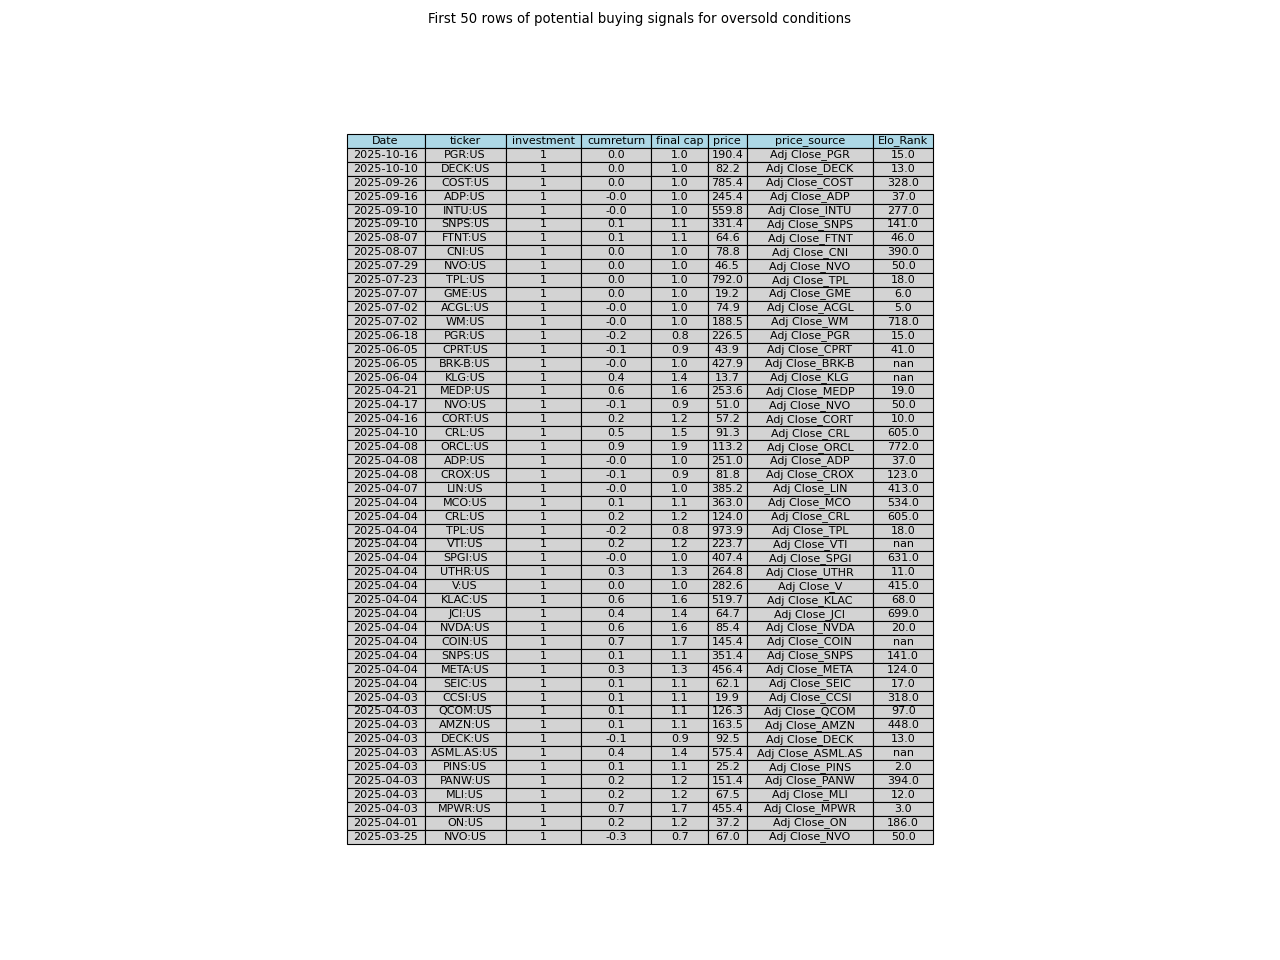 First 50 rows of potential buying signals for oversold conditions
Date ticker investment cumreturn final cap price price_source Elo_Rank
2025-10-16 PGR:US 1 0.0 1.0 190.4 Adj Close_PGR 15.0
2025-10-10 DECK:US 1 0.0 1.0 82.2 Adj Close_DECK 13.0
2025-09-26 COST:US 1 0.0 1.0 785.4 Adj Close_COST 328.0
2025-09-16 ADP:US 1 -0.0 1.0 245.4 Adj Close_ADP 37.0
2025-09-10 INTU:US 1 -0.0 1.0 559.8 Adj Close_INTU 277.0
2025-09-10 SNPS:US 1 0.1 1.1 331.4 Adj Close_SNPS 141.0
2025-08-07 FTNT:US 1 0.1 1.1 64.6 Adj Close_FTNT 46.0
2025-08-07 CNI:US 1 0.0 1.0 78.8 Adj Close_CNI 390.0
2025-07-29 NVO:US 1 0.0 1.0 46.5 Adj Close_NVO 50.0
2025-07-23 TPL:US 1 0.0 1.0 792.0 Adj Close_TPL 18.0
2025-07-07 GME:US 1 0.0 1.0 19.2 Adj Close_GME 6.0
2025-07-02 ACGL:US 1 -0.0 1.0 74.9 Adj Close_ACGL 5.0
2025-07-02 WM:US 1 -0.0 1.0 188.5 Adj Close_WM 718.0
2025-06-18 PGR:US 1 -0.2 0.8 226.5 Adj Close_PGR 15.0
2025-06-05 CPRT:US 1 -0.1 0.9 43.9 Adj Close_CPRT 41.0
2025-06-05 BRK-B:US 1 -0.0 1.0 427.9 Adj Close_BRK-B nan
2025-06-04 KLG:US 1 0.4 1.4 13.7 Adj Close_KLG nan
2025-04-21 MEDP:US 1 0.6 1.6 253.6 Adj Close_MEDP 19.0
2025-04-17 NVO:US 1 -0.1 0.9 51.0 Adj Close_NVO 50.0
2025-04-16 CORT:US 1 0.2 1.2 57.2 Adj Close_CORT 10.0
2025-04-10 CRL:US 1 0.5 1.5 91.3 Adj Close_CRL 605.0
2025-04-08 ORCL:US 1 0.9 1.9 113.2 Adj Close_ORCL 772.0
2025-04-08 ADP:US 1 -0.0 1.0 251.0 Adj Close_ADP 37.0
2025-04-08 CROX:US 1 -0.1 0.9 81.8 Adj Close_CROX 123.0
2025-04-07 LIN:US 1 -0.0 1.0 385.2 Adj Close_LIN 413.0
2025-04-04 MCO:US 1 0.1 1.1 363.0 Adj Close_MCO 534.0
2025-04-04 CRL:US 1 0.2 1.2 124.0 Adj Close_CRL 605.0
2025-04-04 TPL:US 1 -0.2 0.8 973.9 Adj Close_TPL 18.0
2025-04-04 VTI:US 1 0.2 1.2 223.7 Adj Close_VTI nan
2025-04-04 SPGI:US 1 -0.0 1.0 407.4 Adj Close_SPGI 631.0
2025-04-04 UTHR:US 1 0.3 1.3 264.8 Adj Close_UTHR 11.0
2025-04-04 V:US 1 0.0 1.0 282.6 Adj Close_V 415.0
2025-04-04 KLAC:US 1 0.6 1.6 519.7 Adj Close_KLAC 68.0
2025-04-04 JCI:US 1 0.4 1.4 64.7 Adj Close_JCI 699.0
2025-04-04 NVDA:US 1 0.6 1.6 85.4 Adj Close_NVDA 20.0
2025-04-04 COIN:US 1 0.7 1.7 145.4 Adj Close_COIN nan
2025-04-04 SNPS:US 1 0.1 1.1 351.4 Adj Close_SNPS 141.0
2025-04-04 META:US 1 0.3 1.3 456.4 Adj Close_META 124.0
2025-04-04 SEIC:US 1 0.1 1.1 62.1 Adj Close_SEIC 17.0
2025-04-03 CCSI:US 1 0.1 1.1 19.9 Adj Close_CCSI 318.0
2025-04-03 QCOM:US 1 0.1 1.1 126.3 Adj Close_QCOM 97.0
2025-04-03 AMZN:US 1 0.1 1.1 163.5 Adj Close_AMZN 448.0
2025-04-03 DECK:US 1 -0.1 0.9 92.5 Adj Close_DECK 13.0
2025-04-03 ASML.AS:US 1 0.4 1.4 575.4 Adj Close_ASML.AS nan
2025-04-03 PINS:US 1 0.1 1.1 25.2 Adj Close_PINS 2.0
2025-04-03 PANW:US 1 0.2 1.2 151.4 Adj Close_PANW 394.0
2025-04-03 MLI:US 1 0.2 1.2 67.5 Adj Close_MLI 12.0
2025-04-03 MPWR:US 1 0.7 1.7 455.4 Adj Close_MPWR 3.0
2025-04-01 ON:US 1 0.2 1.2 37.2 Adj Close_ON 186.0
2025-03-25 NVO:US 1 -0.3 0.7 67.0 Adj Close_NVO 50.0